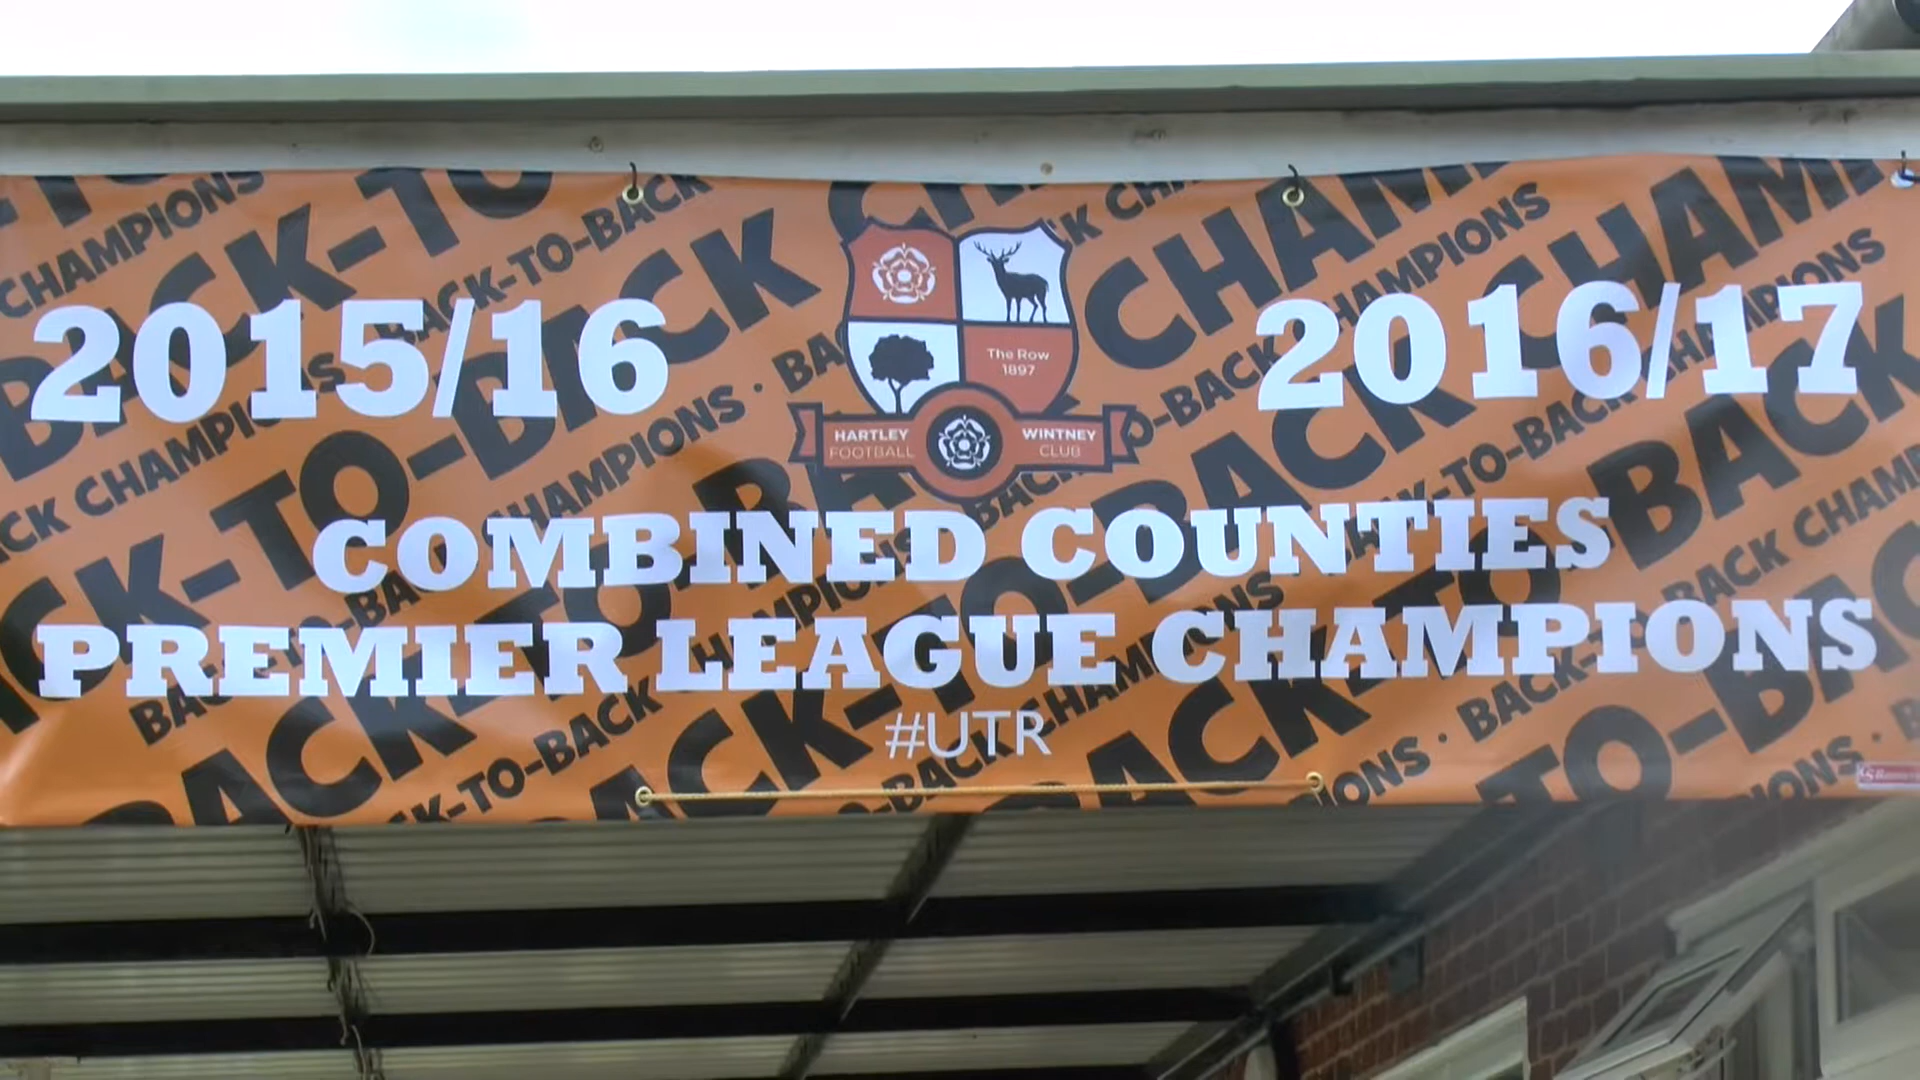 2015/16
2016/17
The Row
1897
HARTLEY WINTNEY
FOOTBALL CLUB
COMBINED COUNTIES
PREMIER LEAGUE CHAMPIONS
#UTR
BACK-TO-BACK CHAMPIONS